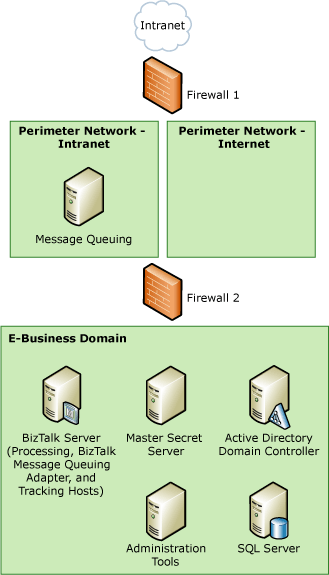 Intranet
Firewall 1
Perimeter Network -
Intranet
Perimeter Network -
Internet
Message Queuing
Firewall 2
E-Business Domain
BizTalk Server
(Processing, BizTalk
Message Queuing
Adapter, and
Tracking Hosts)
Master Secret
Server
Active Directory
Domain Controller
Administration
Tools
SQL Server